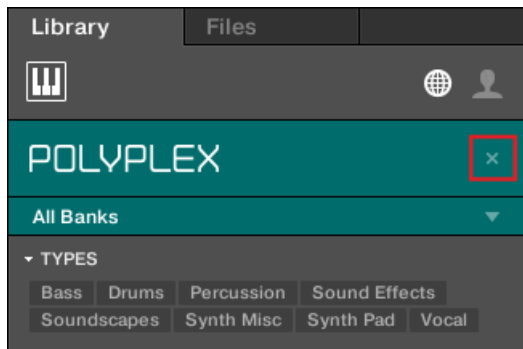 Library Files
POLYPLEX
All Banks
TYPES
Bass Drums Percussion Sound Effects
Soundscapes Synth Misc Synth Pad Vocal